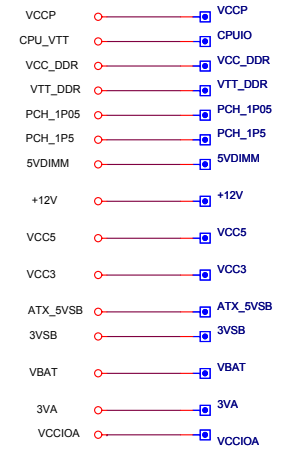 VCCP VCCP
CPU_VTT CPUIO
VCC_DDR VCC_DDR
VTT_DDR VTT_DDR
PCH_1P05 PCH_1P05
PCH_1P5 PCH_1P5
5VDIMM 5VDIMM
+12V +12V
VCC5 VCC5
VCC3 VCC3
ATX_5VSB ATX_5VSB
3VSB 3VSB
VBAT VBAT
3VA 3VA
VCCIOA VCCIOA